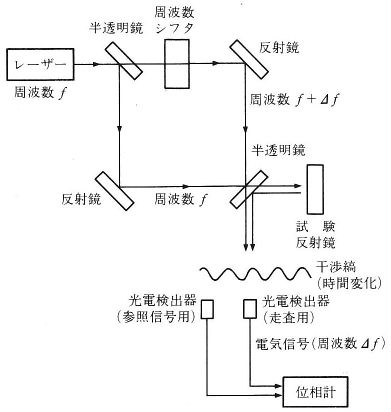 周波数
シフタ
半透明鏡
反射鏡
レーザー
周波数 f
周波数 f+Δf
半透明鏡
反射鏡
周波数 f
試験
反射鏡
干渉縞
(時間変化)
光電検出器
(参照信号用)
光電検出器
(走査用)
電気信号(周波数 Δf)
位相計